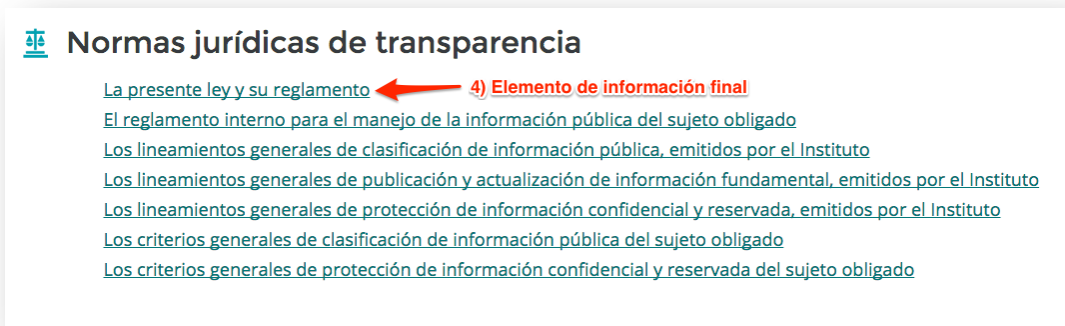 Normas jurídicas de transparencia
La presente ley y su reglamento 4) Elemento de información final
El reglamento interno para el manejo de la información pública del sujeto obligado
Los lineamientos generales de clasificación de información pública, emitidos por el Instituto
Los lineamientos generales de publicación y actualización de información fundamental, emitidos por el Instituto
Los lineamientos generales de protección de información confidencial y reservada, emitidos por el Instituto
Los criterios generales de clasificación de información pública del sujeto obligado
Los criterios generales de protección de información confidencial y reservada del sujeto obligado